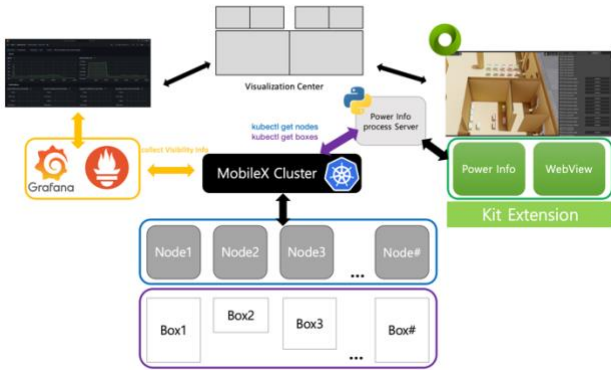 Visualization Center
kubectl get nodes
kubectl get boxes
Power Info
process Server
collect Visibility Info
Grafana
MobileX Cluster
Power Info
WebView
Kit Extension
Node1
Node2
Node3
...
Node#
Box1
Box2
Box3
...
Box#